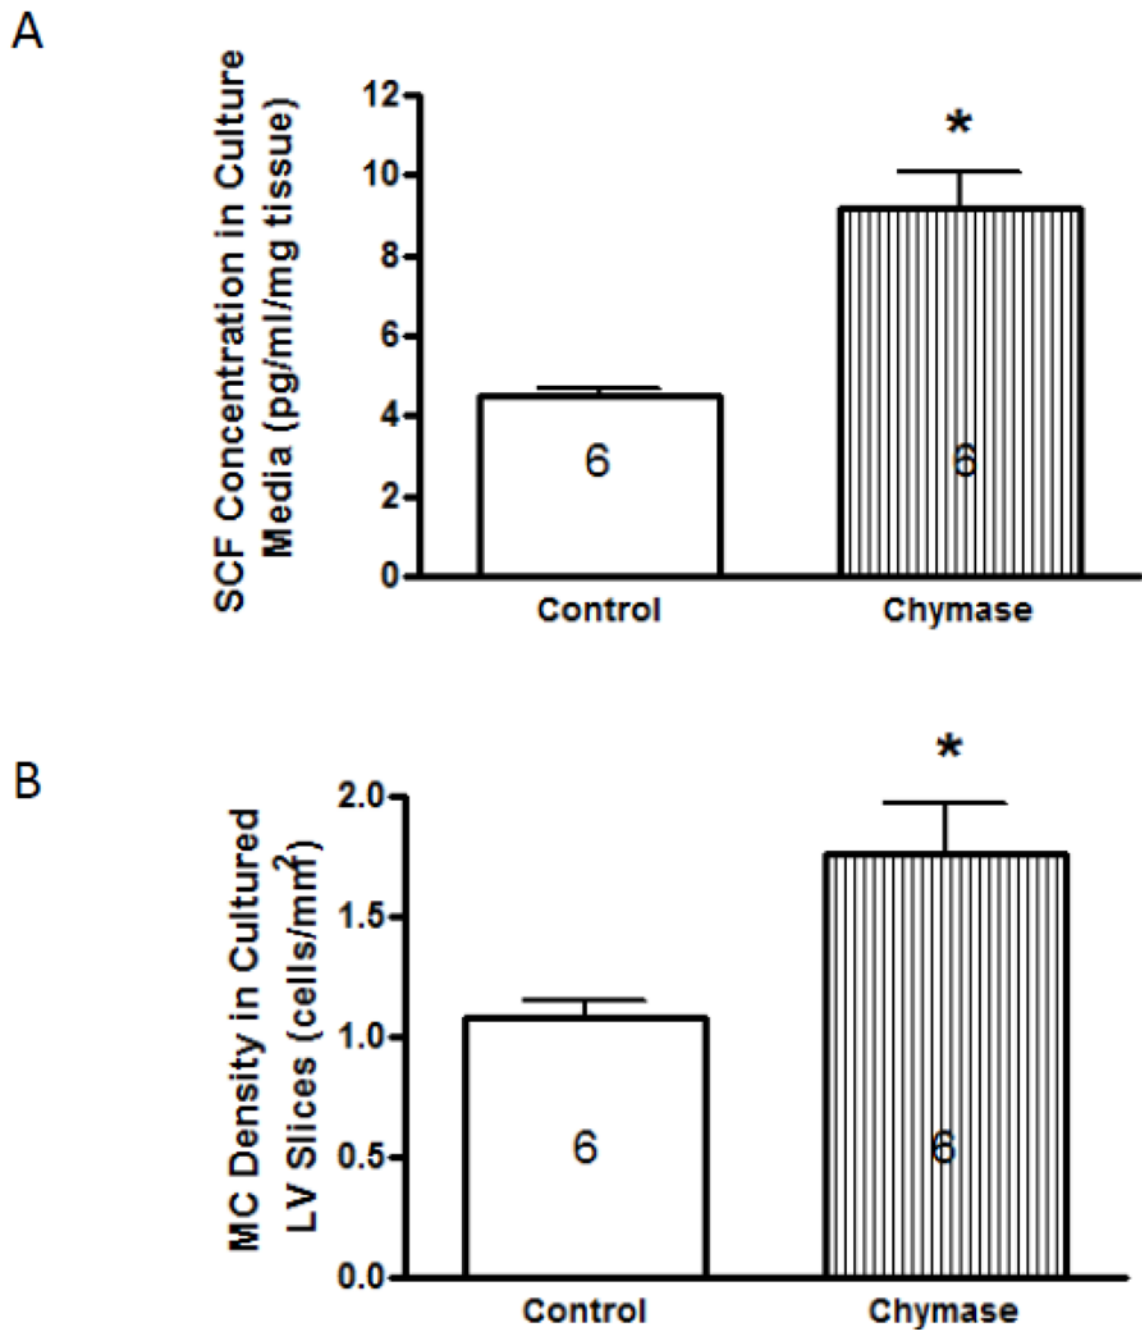 A
SCF Concentration in Culture
Media (pg/ml/mg tissue)
12
10
8
6
4
2
0
*
6
6
Control
Chymase
B
MC Density in Cultured
LV Slices (cells/mm²)
2.0
1.5
1.0
0.5
0.0
*
6
6
Control
Chymase